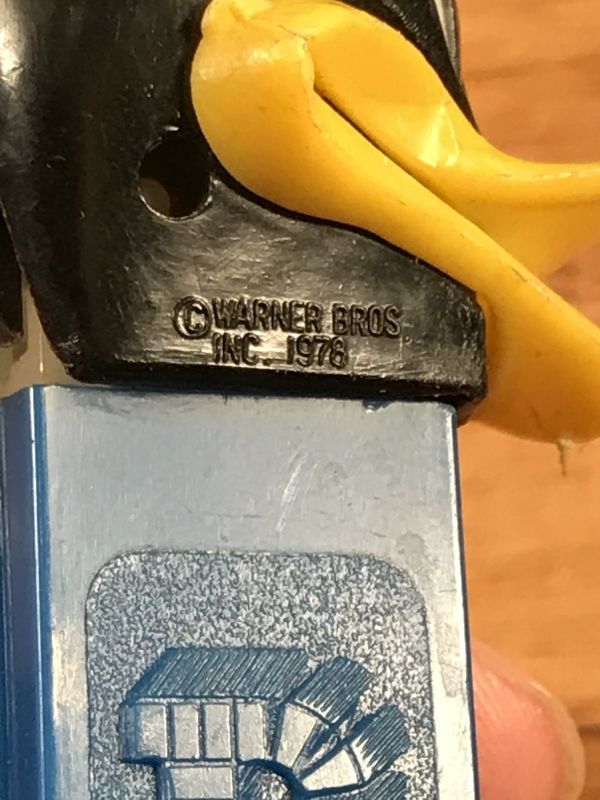 © WARNER BROS
INC. 1978